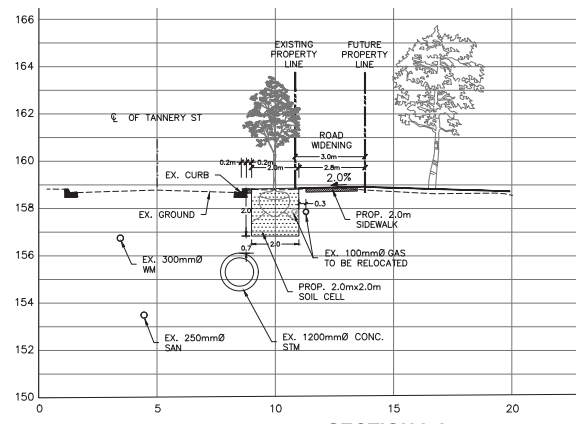 166
164
162
160
158
156
154
152
150
0
5
10
15
20
EXISTING
PROPERTY
LINE
FUTURE
PROPERTY
LINE
℄ OF TANNERY ST
ROAD
WIDENING
3.0m
0.2m
0.2m
2.0m
2.8m
EX. CURB
2.0%
EX. GROUND
2.0
0.3
PROP. 2.0m
SIDEWALK
2.0
0.7
EX. 300mmØ
WM
EX. 100mmØ GAS
TO BE RELOCATED
PROP. 2.0mx2.0m
SOIL CELL
EX. 250mmØ
SAN
EX. 1200mmØ CONC.
STM